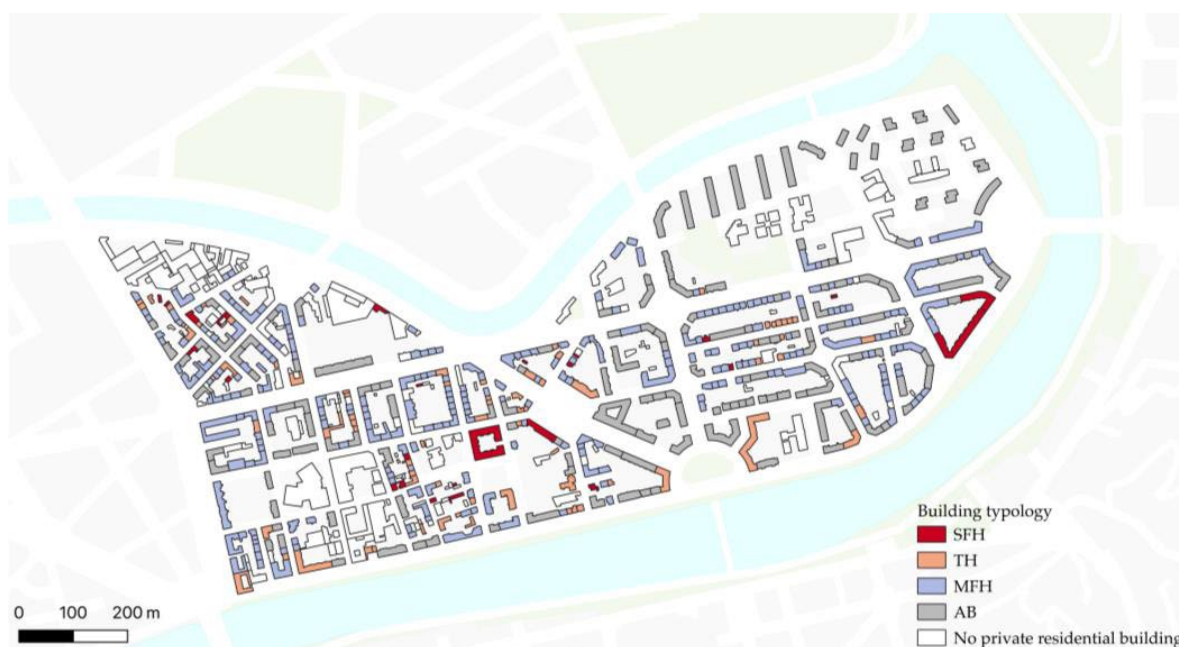 Building typology
SFH
TH
MFH
AB
No private residential building
0 100 200 m